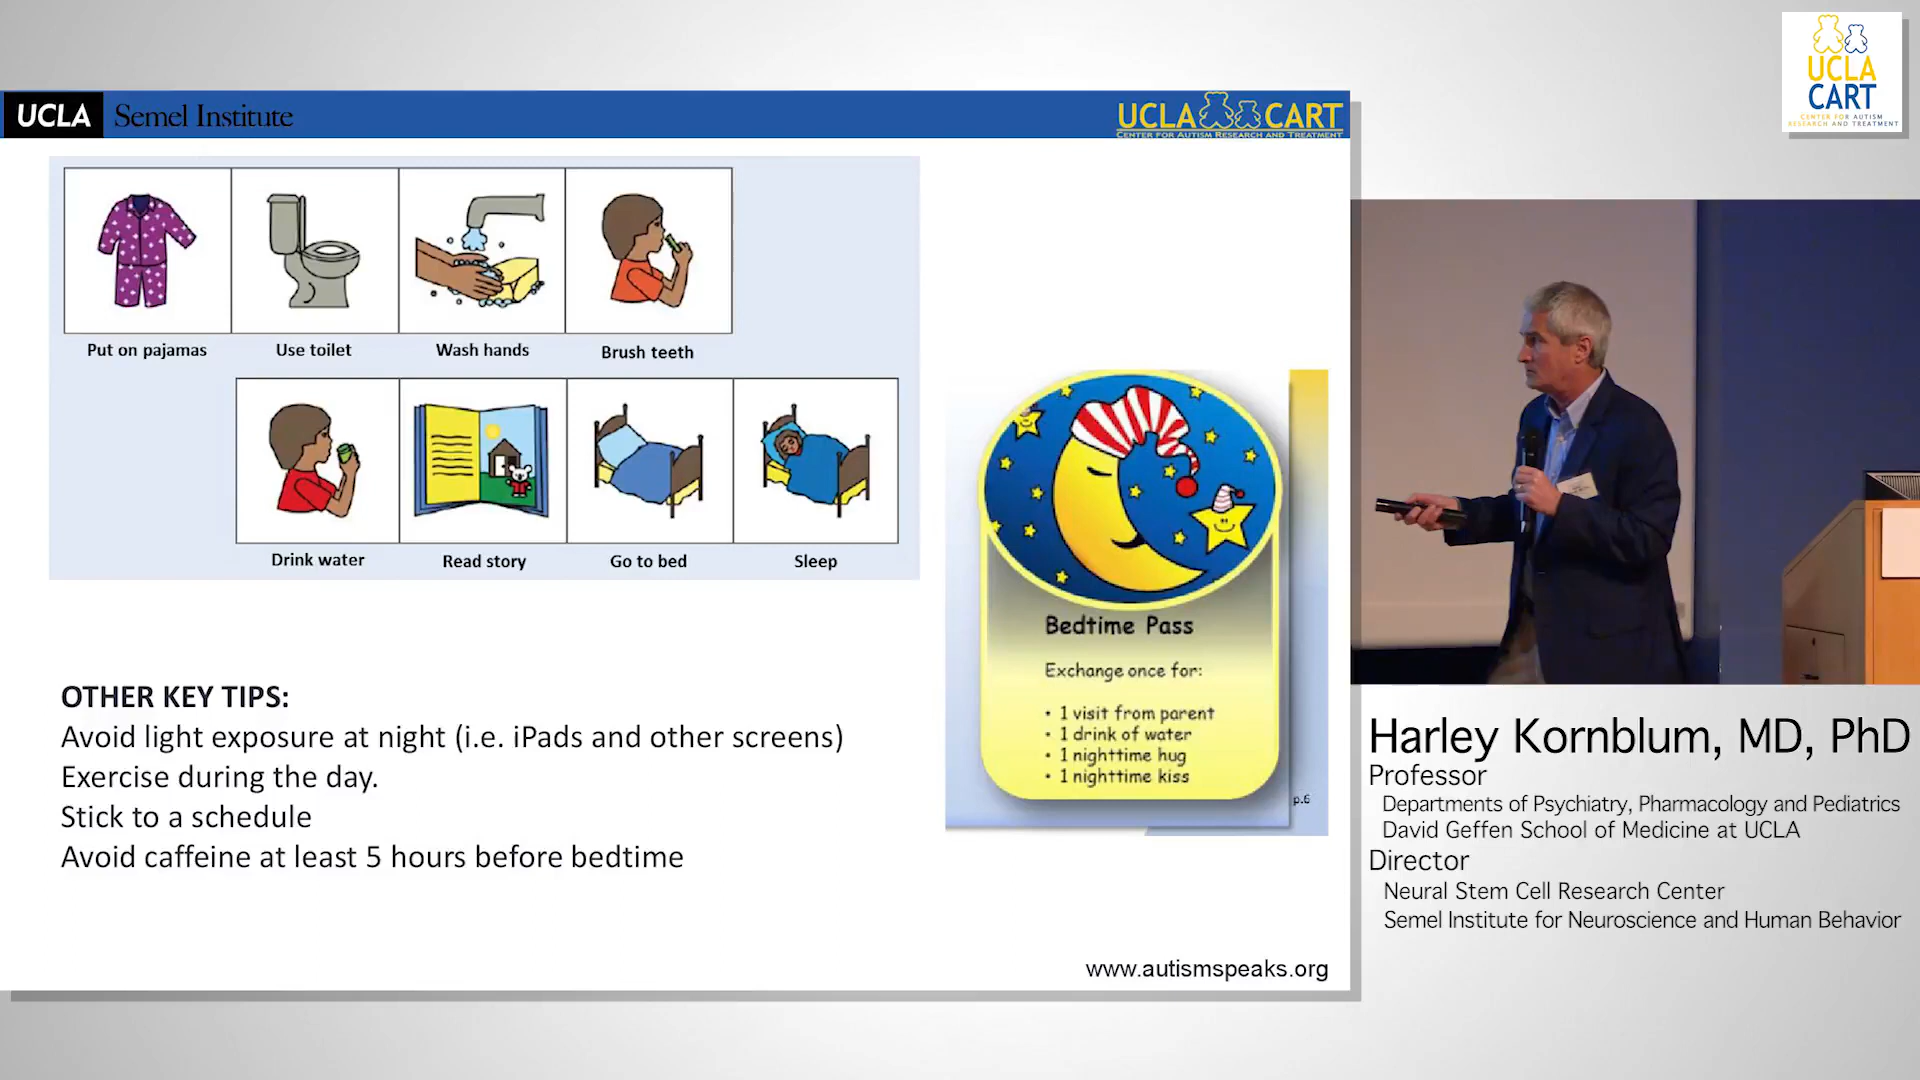 UCLA Semel Institute
UCLA CART
CENTER FOR AUTISM RESEARCH AND TREATMENT
UCLA
CART
CENTER FOR AUTISM
RESEARCH AND TREATMENT
Put on pajamas
Use toilet
Wash hands
Brush teeth
Drink water
Read story
Go to bed
Sleep
Bedtime Pass
Exchange once for:
• 1 visit from parent
• 1 drink of water
• 1 nighttime hug
• 1 nighttime kiss
p.6
OTHER KEY TIPS:
Avoid light exposure at night (i.e. iPads and other screens)
Exercise during the day.
Stick to a schedule
Avoid caffeine at least 5 hours before bedtime
www.autismspeaks.org
Harley Kornblum, MD, PhD
Professor
Departments of Psychiatry, Pharmacology and Pediatrics
David Geffen School of Medicine at UCLA
Director
Neural Stem Cell Research Center
Semel Institute for Neuroscience and Human Behavior